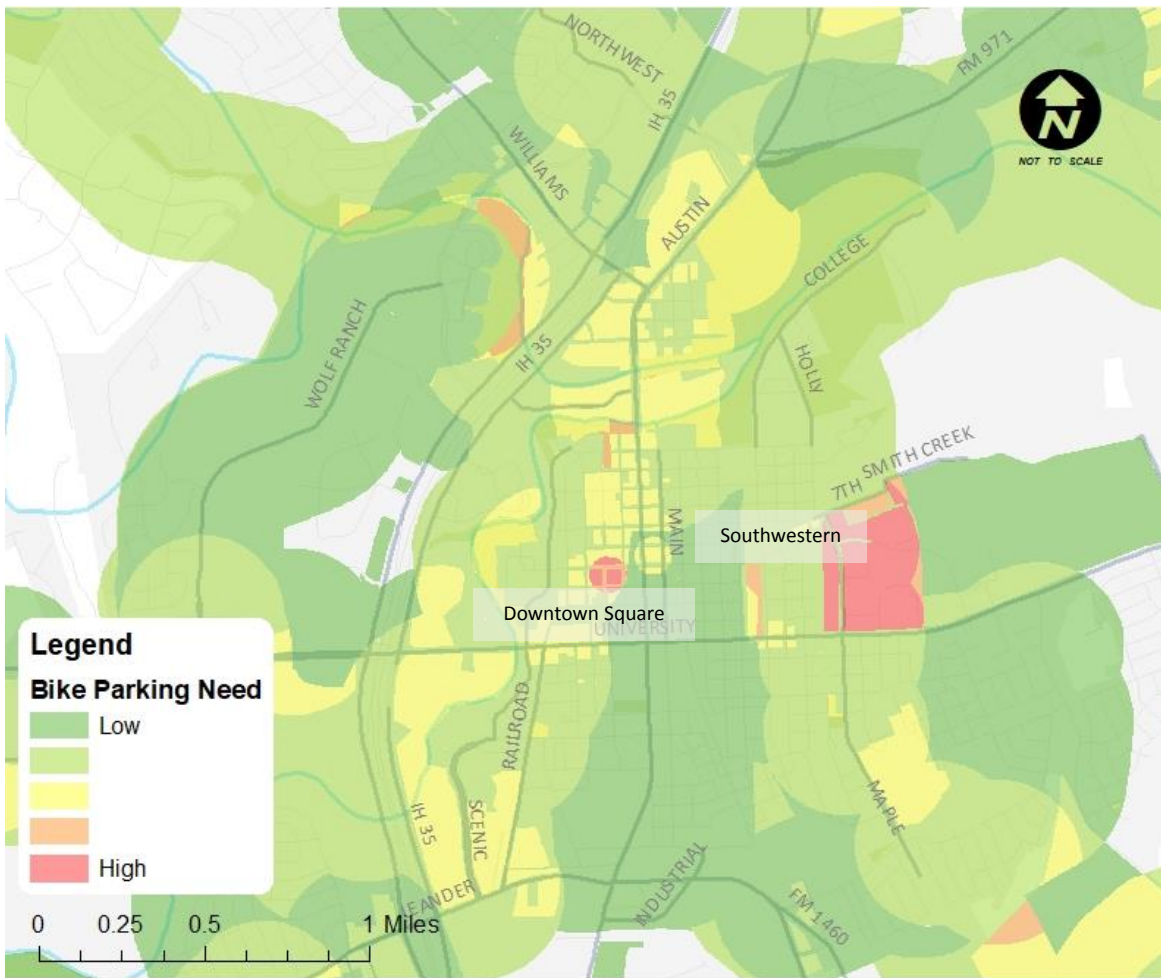 NORTHWEST
FM 971
IH 35
N
NOT TO SCALE
WILLIAMS
AUSTIN
COLLEGE
WOLF RANCH
IH 35
HOLLY
7TH
SMITH CREEK
MAIN
Southwestern
Downtown Square
UNIVERSITY
Legend
Bike Parking Need
Low
High
RAILROAD
IH 35
SCENIC
MAPLE
INDUSTRIAL
LEANDER
FM 1460
0 0.25 0.5 1 Miles